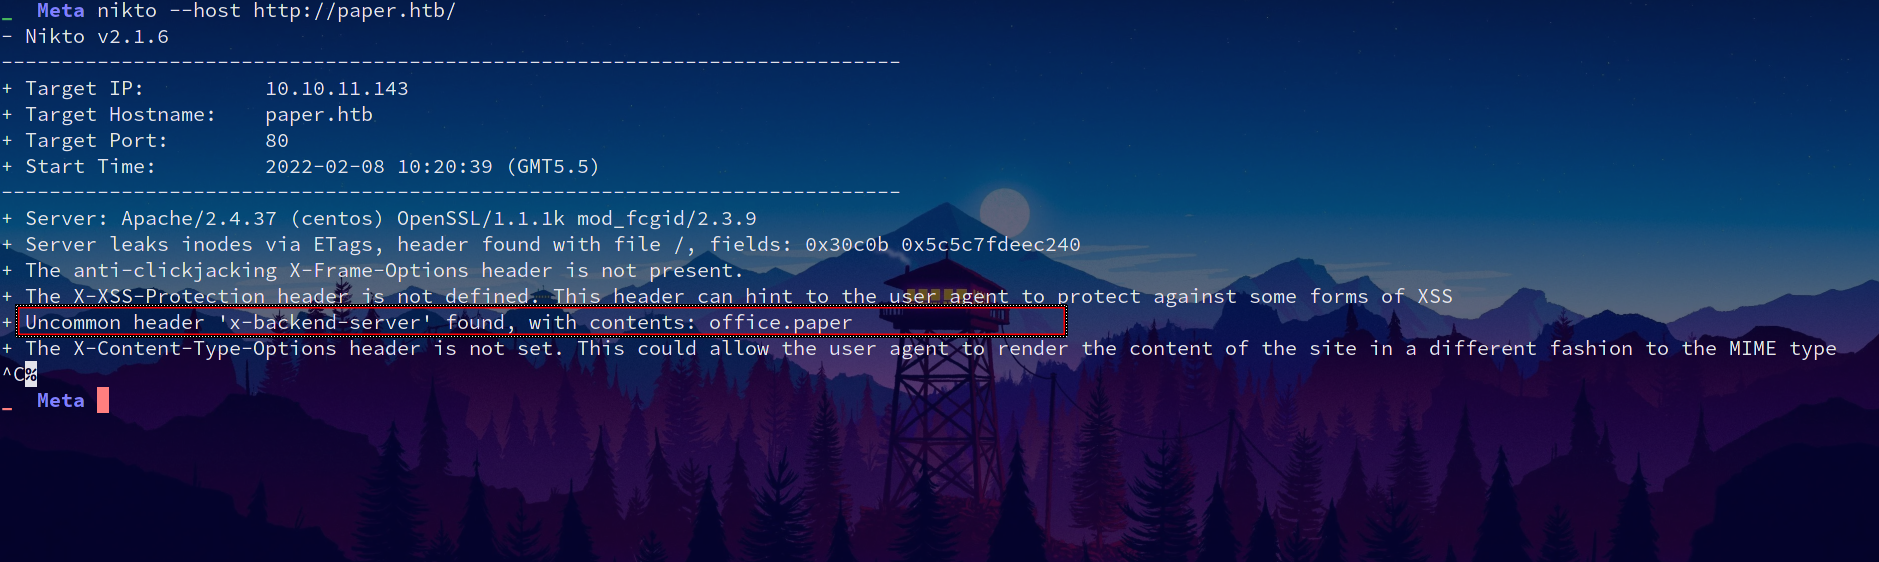 _ Meta nikto --host http://paper.htb/
- Nikto v2.1.6
---------------------------------------------------------------------------
+ Target IP:          10.10.11.143
+ Target Hostname:    paper.htb
+ Target Port:        80
+ Start Time:         2022-02-08 10:20:39 (GMT5.5)
---------------------------------------------------------------------------
+ Server: Apache/2.4.37 (centos) OpenSSL/1.1.1k mod_fcgid/2.3.9
+ Server leaks inodes via ETags, header found with file /, fields: 0x30c0b 0x5c5c7fdeec240
+ The anti-clickjacking X-Frame-Options header is not present.
+ The X-XSS-Protection header is not defined. This header can hint to the user agent to protect against some forms of XSS
+ Uncommon header 'x-backend-server' found, with contents: office.paper
+ The X-Content-Type-Options header is not set. This could allow the user agent to render the content of the site in a different fashion to the MIME type
^C%
_ Meta